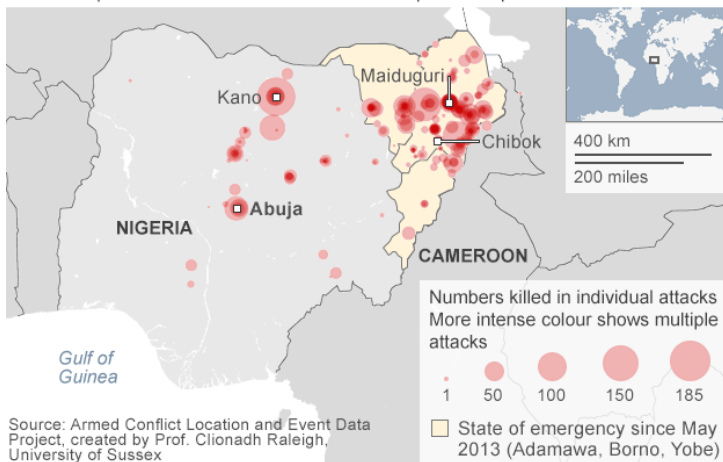 Maiduguri
Kano
Chibok
400 km
200 miles
Abuja
NIGERIA
CAMEROON
Numbers killed in individual attacks
More intense colour shows multiple
attacks
1 50 100 150 185
Gulf of
Guinea
State of emergency since May
2013 (Adamawa, Borno, Yobe)
Source: Armed Conflict Location and Event Data
Project, created by Prof. Clionadh Raleigh,
University of Sussex